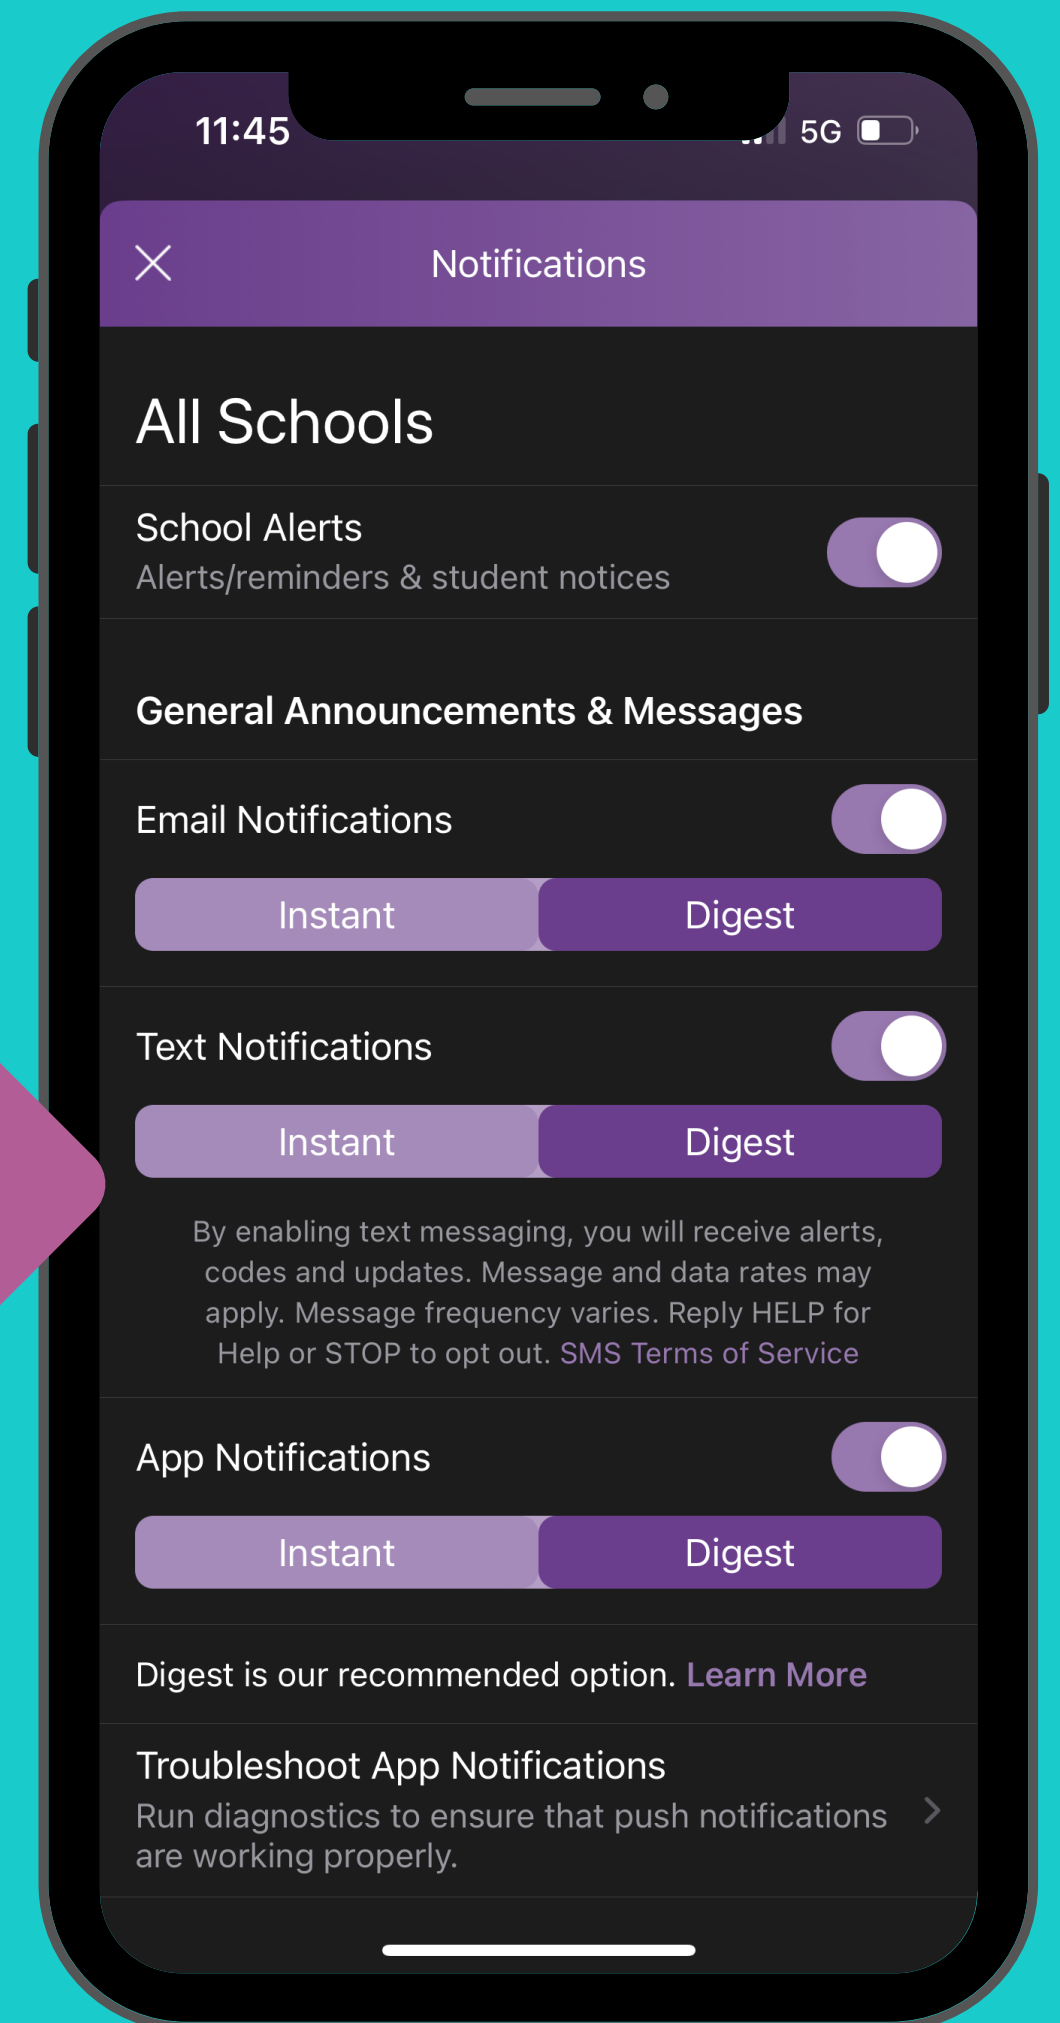 11:45
5G
Notifications
All Schools
School Alerts
Alerts/reminders & student notices
General Announcements & Messages
Email Notifications
Instant
Digest
Text Notifications
Instant
Digest
By enabling text messaging, you will receive alerts,
codes and updates. Message and data rates may
apply. Message frequency varies. Reply HELP for
Help or STOP to opt out. SMS Terms of Service
App Notifications
Instant
Digest
Digest is our recommended option. Learn More
Troubleshoot App Notifications
Run diagnostics to ensure that push notifications
are working properly.